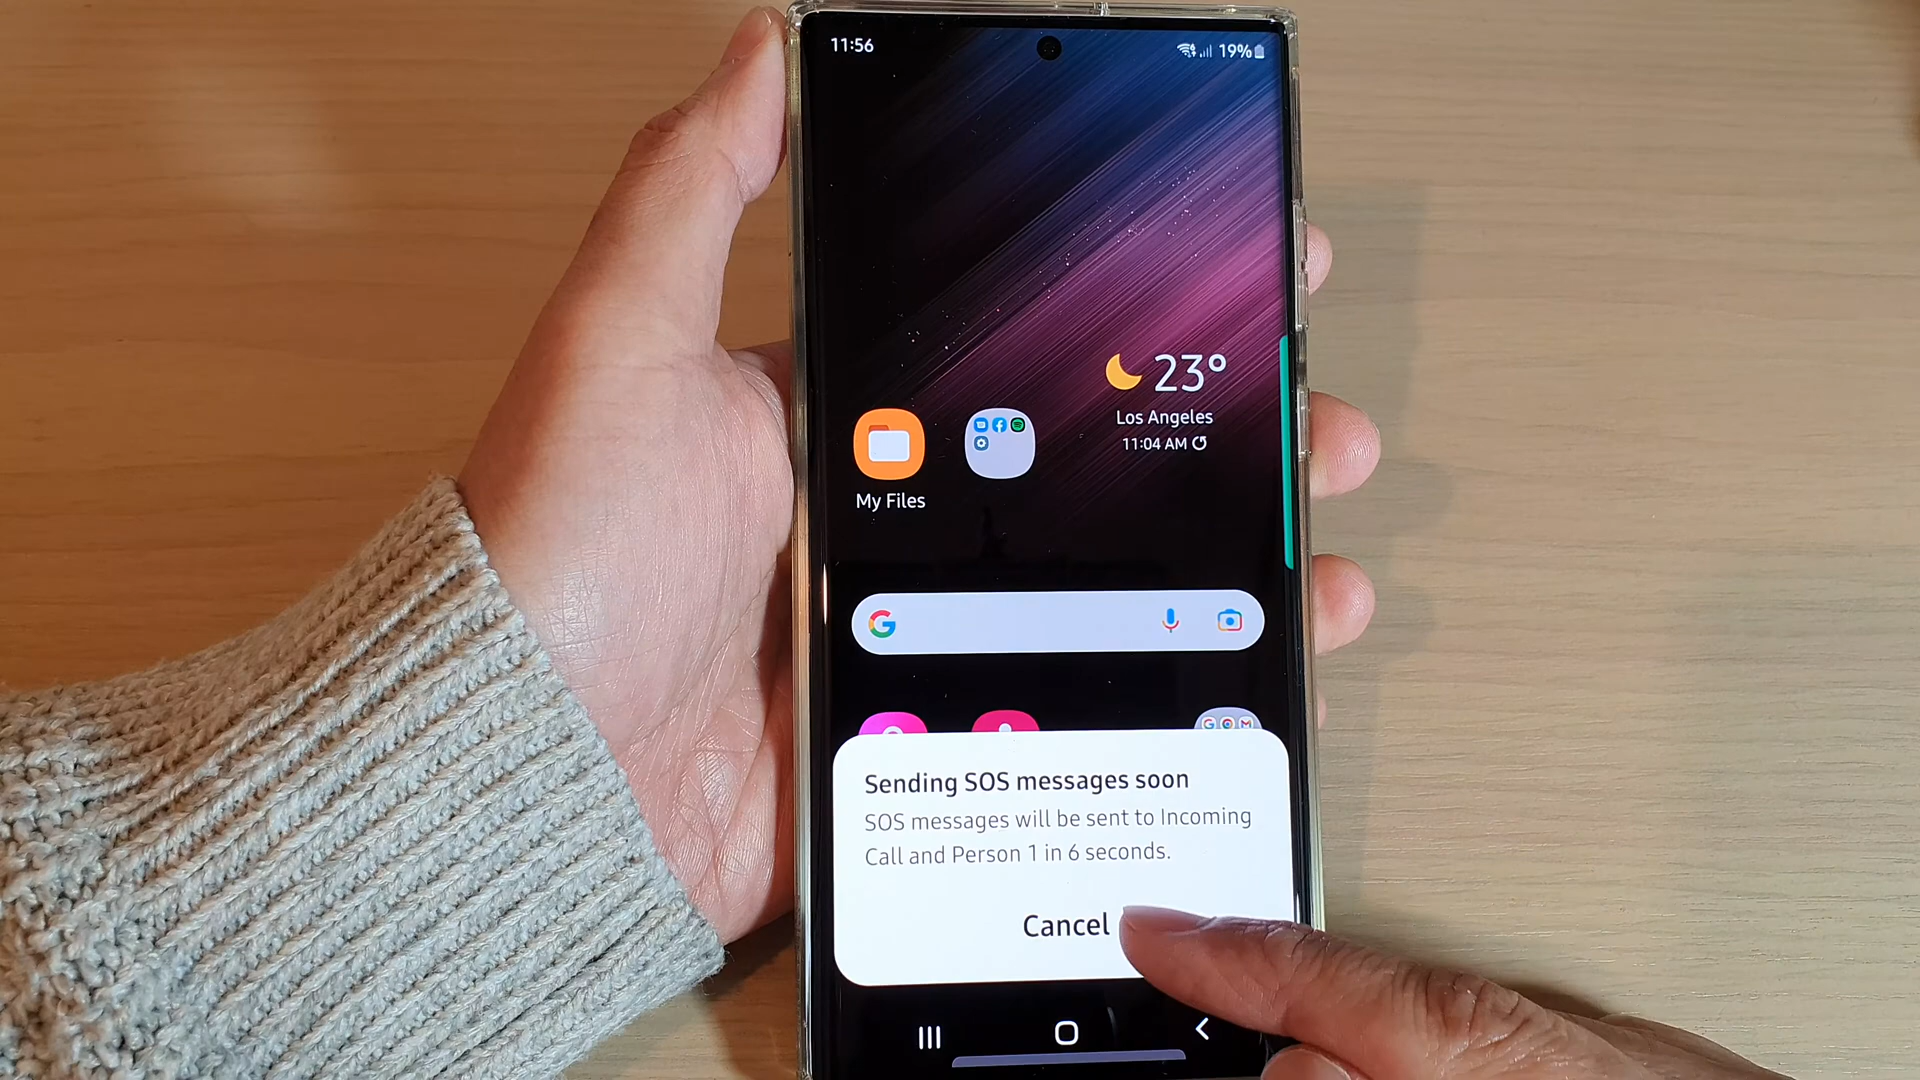 11:56
19%
23°
Los Angeles
11:04 AM
My Files
G
G M
Sending SOS messages soon
SOS messages will be sent to Incoming
Call and Person 1 in 6 seconds.
Cancel